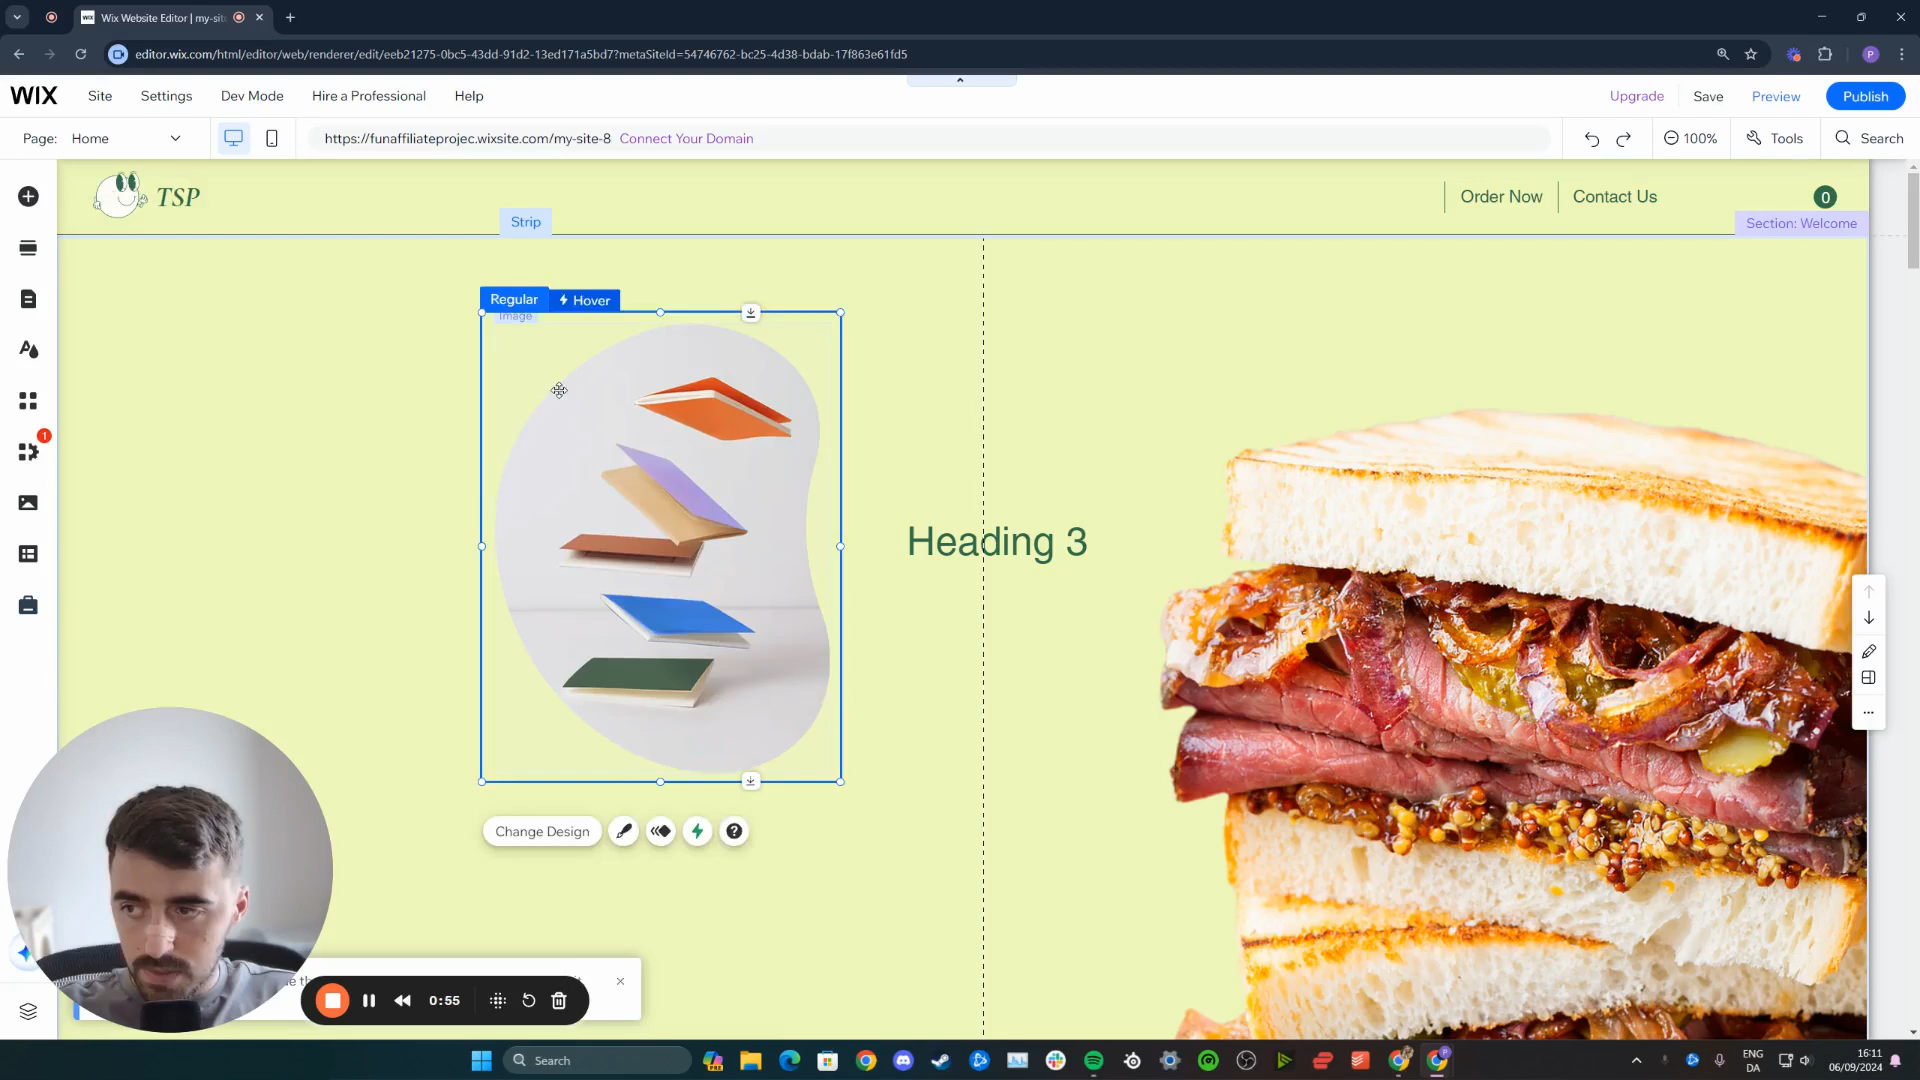 WIX
Wix Website Editor | my-sit
editor.wix.com/html/editor/web/renderer/edit/eeb21275-0bc5-43dd-91d2-13ed171a5bd7?metaSiteId=54746762-bc25-4d38-bdab-17f863e61fd5
P
WIX Site Settings Dev Mode Hire a Professional Help Upgrade Save Preview Publish
Page: Home https://funaffiliateprojec.wixsite.com/my-site-8 Connect Your Domain 100% Tools Search
TSP Order Now Contact Us 0
Strip Section: Welcome
Regular Hover
Image
Heading 3
1
Change Design
?
0:55
Search
PRE
P
ENG
DA
16:11
06/09/2024